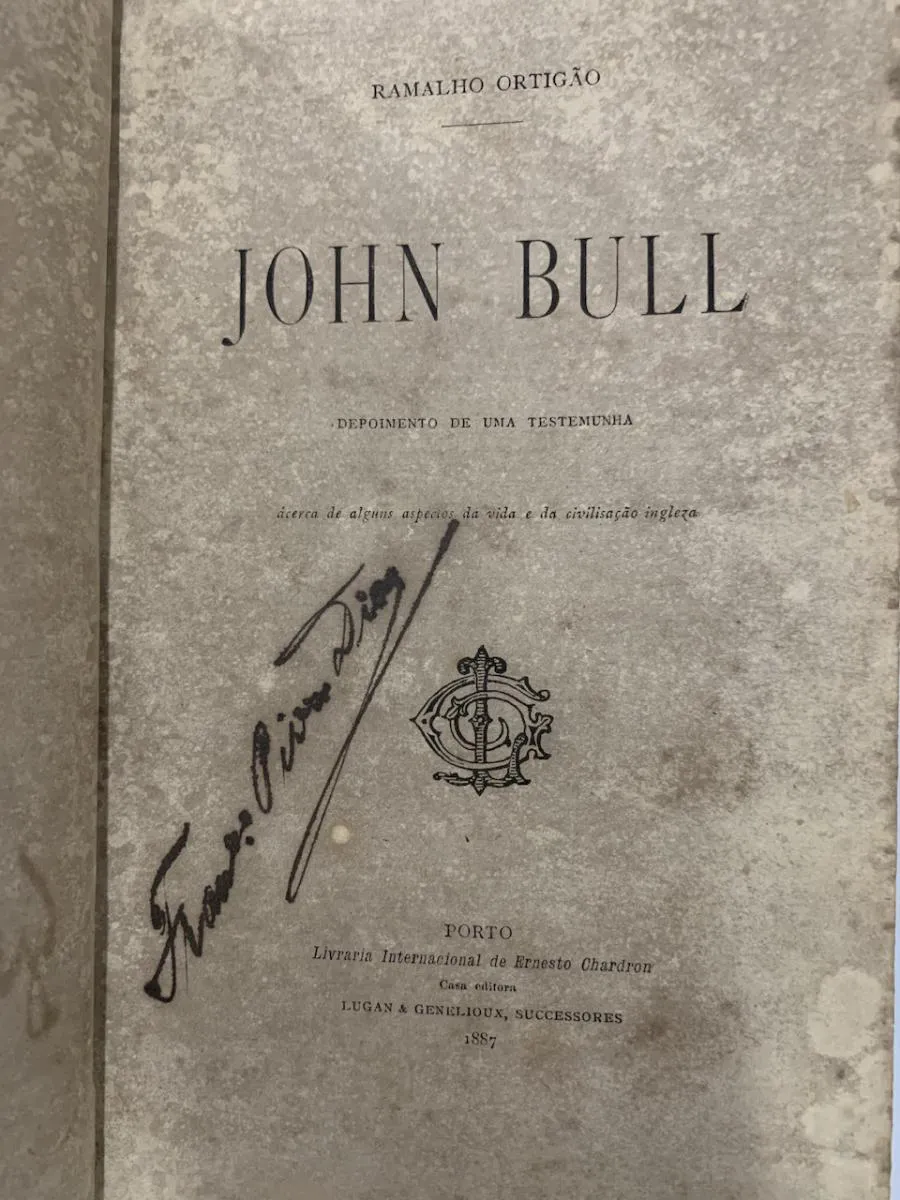 RAMALHO ORTIGÃO
JOHN BULL
DEPOIMENTO DE UMA TESTEMUNHA
ácerca de alguns aspectos da vida e da civilisação ingleza
PORTO
Livraria Internacional de Ernesto Chardron
Casa editora
LUGAN & GENELIOUX, SUCCESSORES
1887